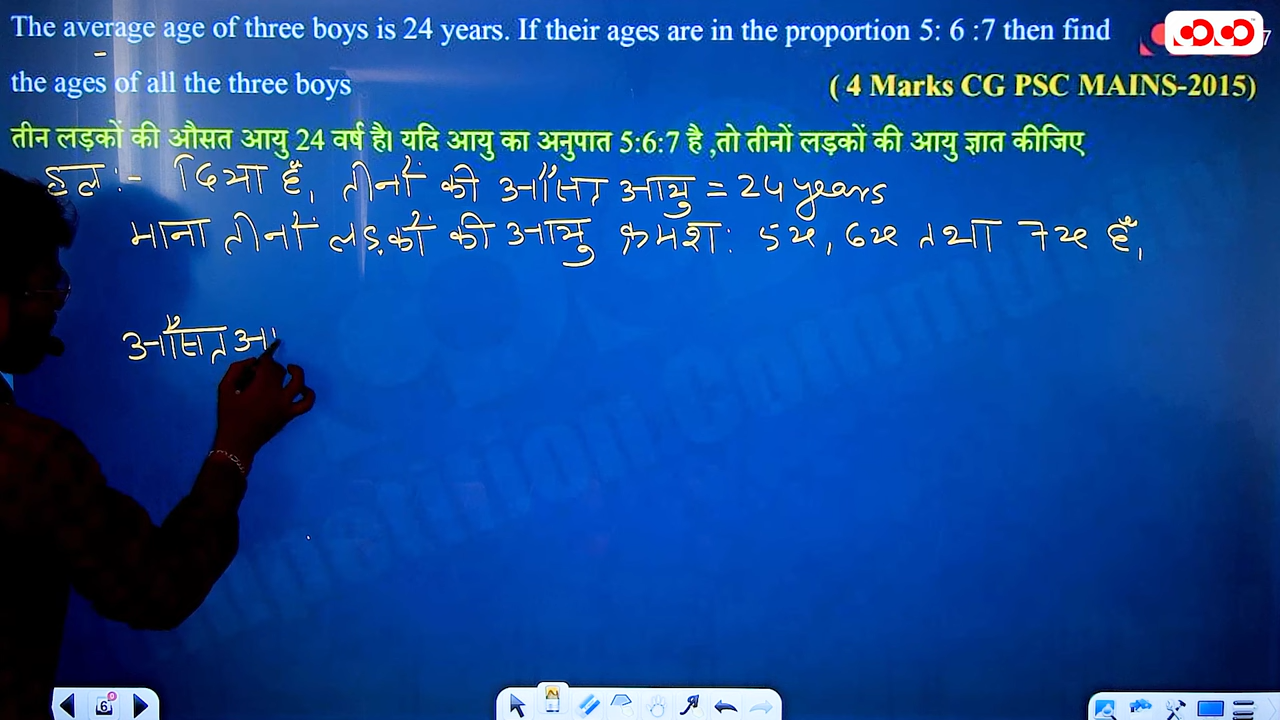 The average age of three boys is 24 years. If their ages are in the proportion 5: 6 :7 then find
the ages of all the three boys
( 4 Marks CG PSC MAINS-2015)
तीन लड़कों की औसत आयु 24 वर्ष है। यदि आयु का अनुपात 5:6:7 है ,तो तीनों लड़कों की आयु ज्ञात कीजिए
हल :- दिया है, तीनों की औसत आयु = 24 years
माना तीनों लड़कों की आयु क्रमश: 5x, 6x तथा 7x है,
औसत आ
6